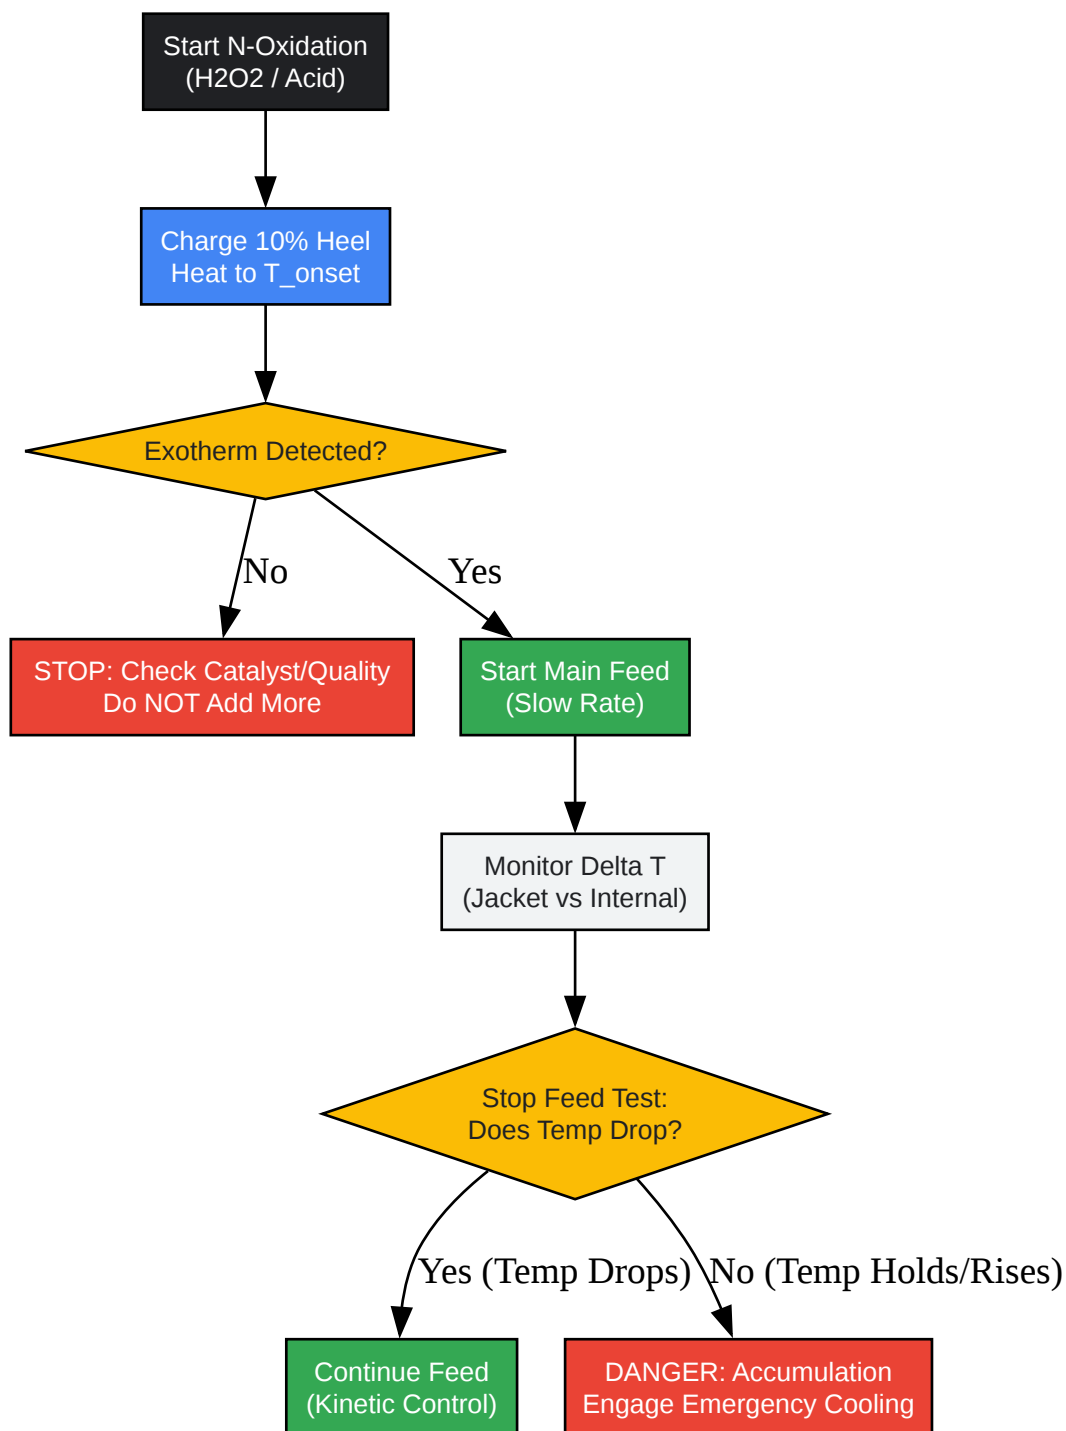 Start N-Oxidation
(H2O2 / Acid)
Charge 10% Heel
Heat to T_onset
Exotherm Detected?
No
Yes
STOP: Check Catalyst/Quality
Do NOT Add More
Start Main Feed
(Slow Rate)
Monitor Delta T
(Jacket vs Internal)
Stop Feed Test:
Does Temp Drop?
Yes (Temp Drops)
No (Temp Holds/Rises)
Continue Feed
(Kinetic Control)
DANGER: Accumulation
Engage Emergency Cooling